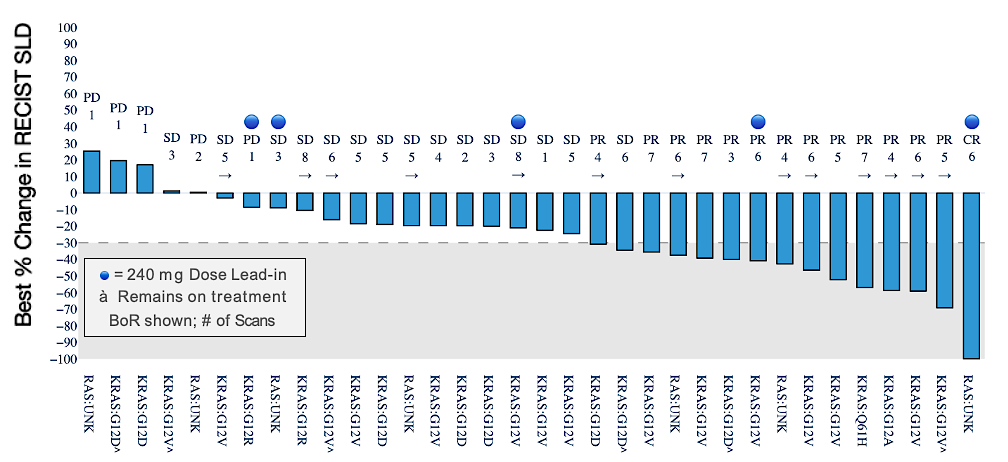 Best % Change in RECIST SLD
100
90
80
70
60
50
40
30
20
10
0
−10
−20
−30
−40
−50
−60
−70
−80
−90
−100
PD
1
PD
1
PD
1
SD
3
PD
2
SD
5
→
PD
1
SD
3
SD
8
→
SD
6
→
SD
5
SD
5
SD
5
→
SD
4
SD
2
SD
3
SD
8
→
SD
1
SD
5
PR
4
→
SD
6
PR
7
PR
6
→
PR
7
PR
3
PR
6
PR
4
→
PR
6
→
PR
5
PR
7
→
PR
4
→
PR
6
→
PR
5
→
CR
6
= 240 mg Dose Lead-in
à Remains on treatment
BoR shown; # of Scans
RAS:UNK
KRAS:G12D^
KRAS:G12D
KRAS:G12V^
RAS:UNK
KRAS:G12V
KRAS:G12R
RAS:UNK
KRAS:G12R
KRAS:G12V^
KRAS:G12V
KRAS:G12D
RAS:UNK
KRAS:G12V
KRAS:G12D
KRAS:G12D
KRAS:G12V
KRAS:G12V
KRAS:G12V
KRAS:G12D
KRAS:G12D^
KRAS:G12V
RAS:UNK
KRAS:G12V
KRAS:G12D^
KRAS:G12V
RAS:UNK
KRAS:G12V
KRAS:G12V
KRAS:Q61H
KRAS:G12A
KRAS:G12V
KRAS:G12V^
RAS:UNK